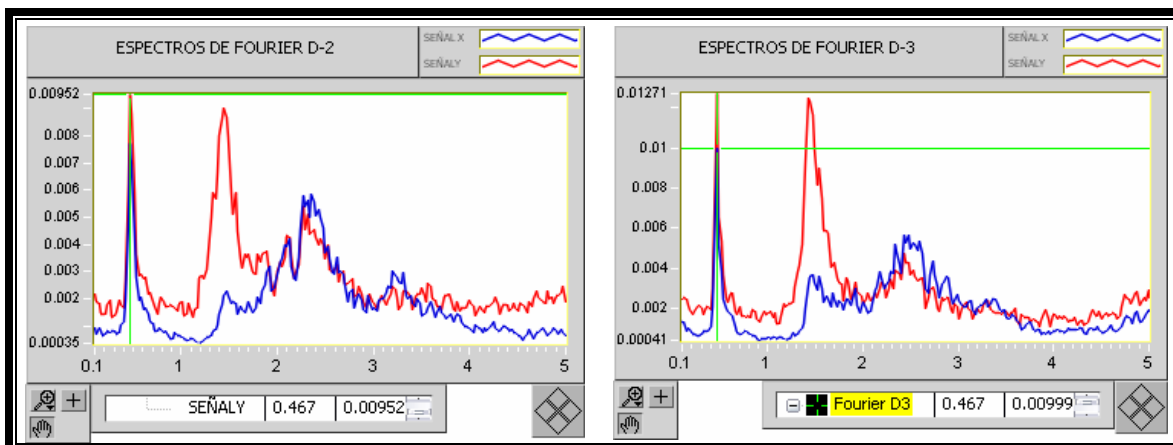 ESPECTROS DE FOURIER D-2
SEÑAL X
SEÑALY
0.00952
0.008
0.007
0.006
0.005
0.004
0.003
0.002
0.00035
0.1 1 2 3 4 5
SEÑALY 0.467 0.00952
ESPECTROS DE FOURIER D-3
SEÑAL X
SEÑALY
0.01271
0.01
0.008
0.006
0.004
0.002
0.00041
0.1 1 2 3 4 5
Fourier D3 0.467 0.00999